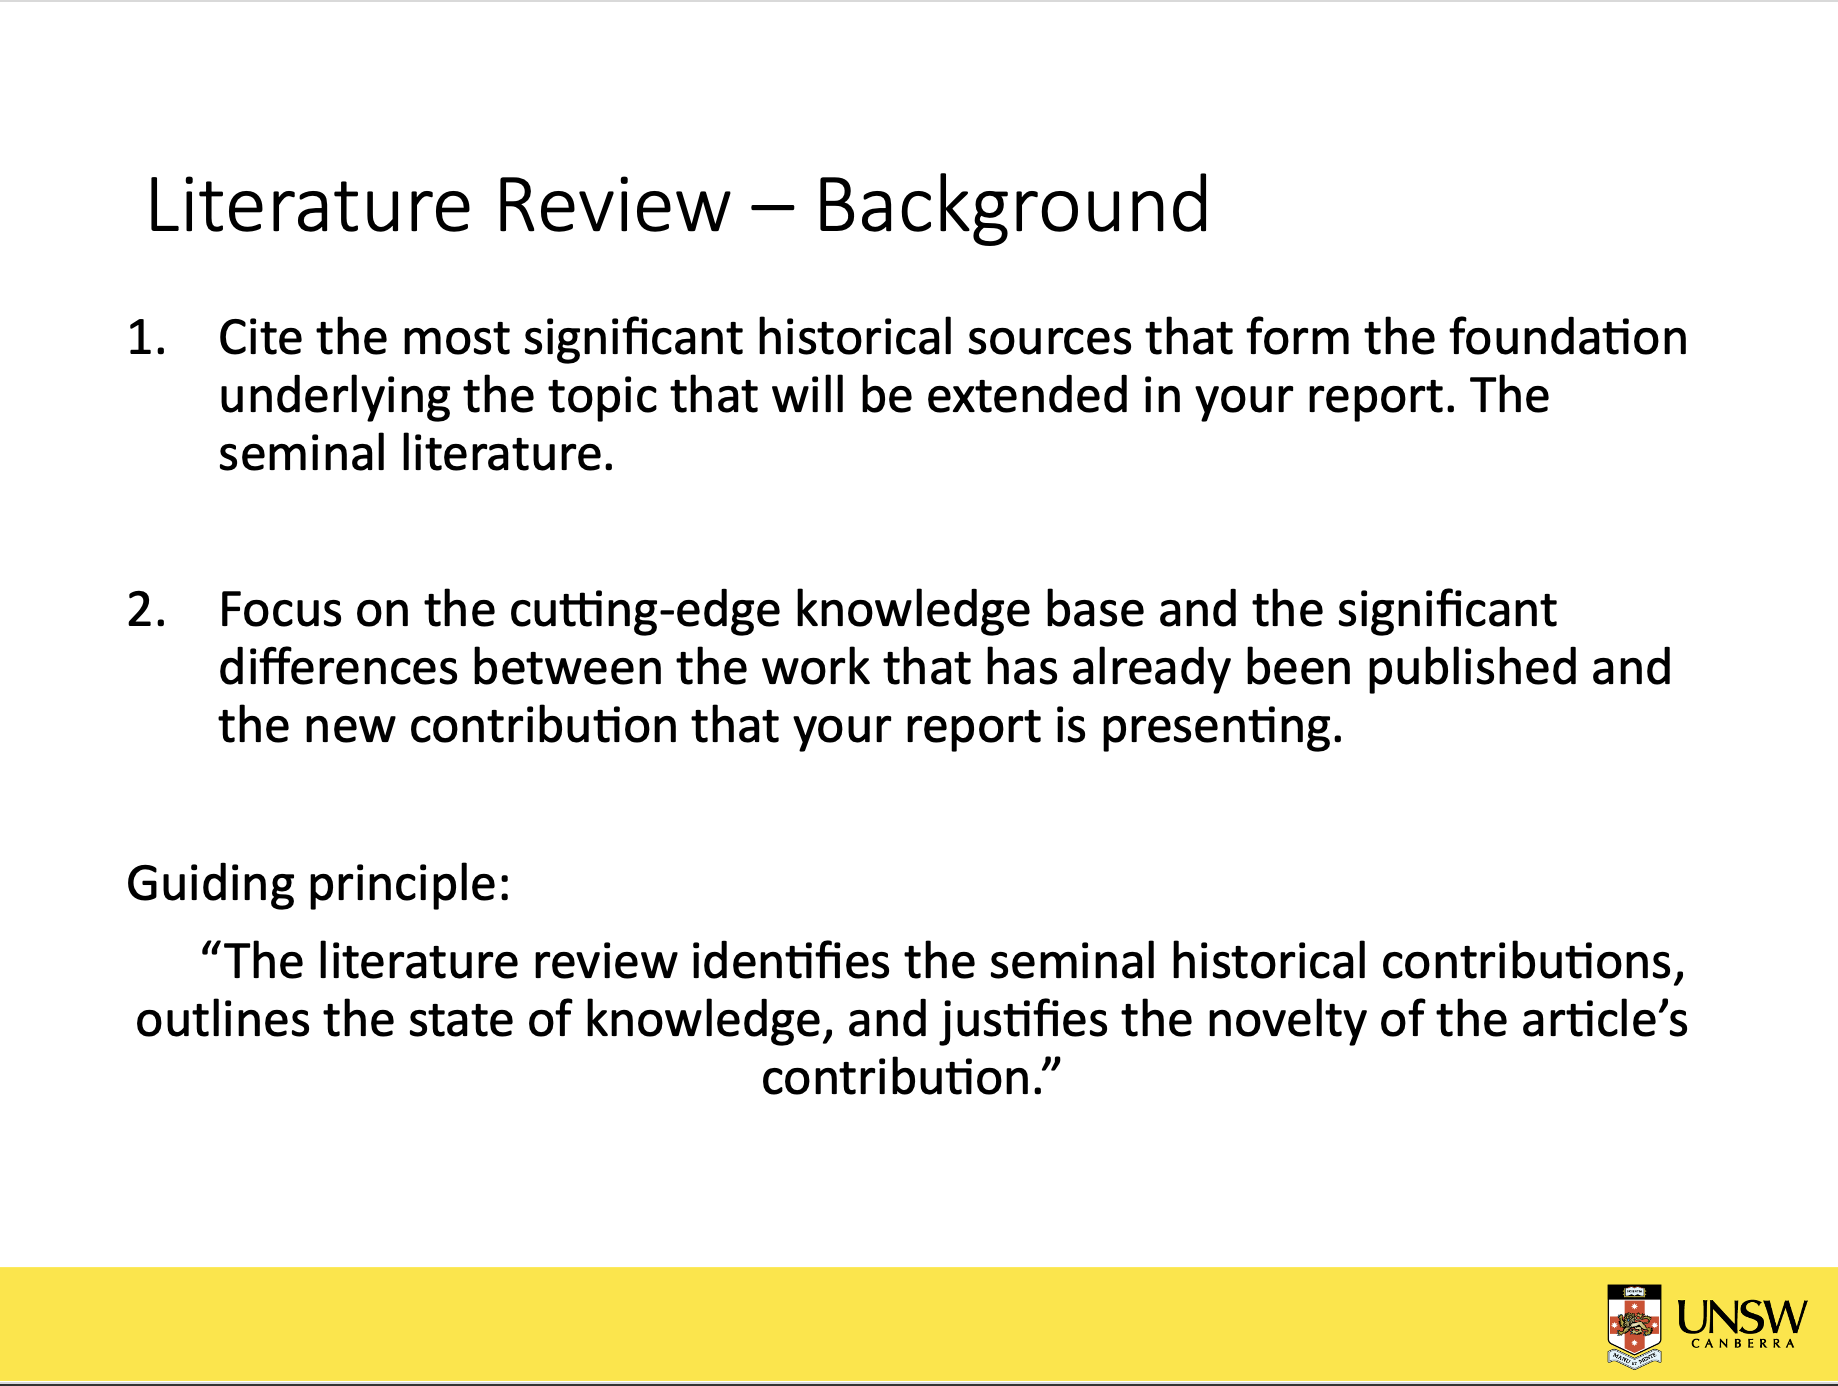 Literature Review – Background
1. Cite the most significant historical sources that form the foundation
underlying the topic that will be extended in your report. The
seminal literature.
2. Focus on the cutting-edge knowledge base and the significant
differences between the work that has already been published and
the new contribution that your report is presenting.
Guiding principle:
“The literature review identifies the seminal historical contributions,
outlines the state of knowledge, and justifies the novelty of the article’s
contribution.”
UNSW
CANBERRA